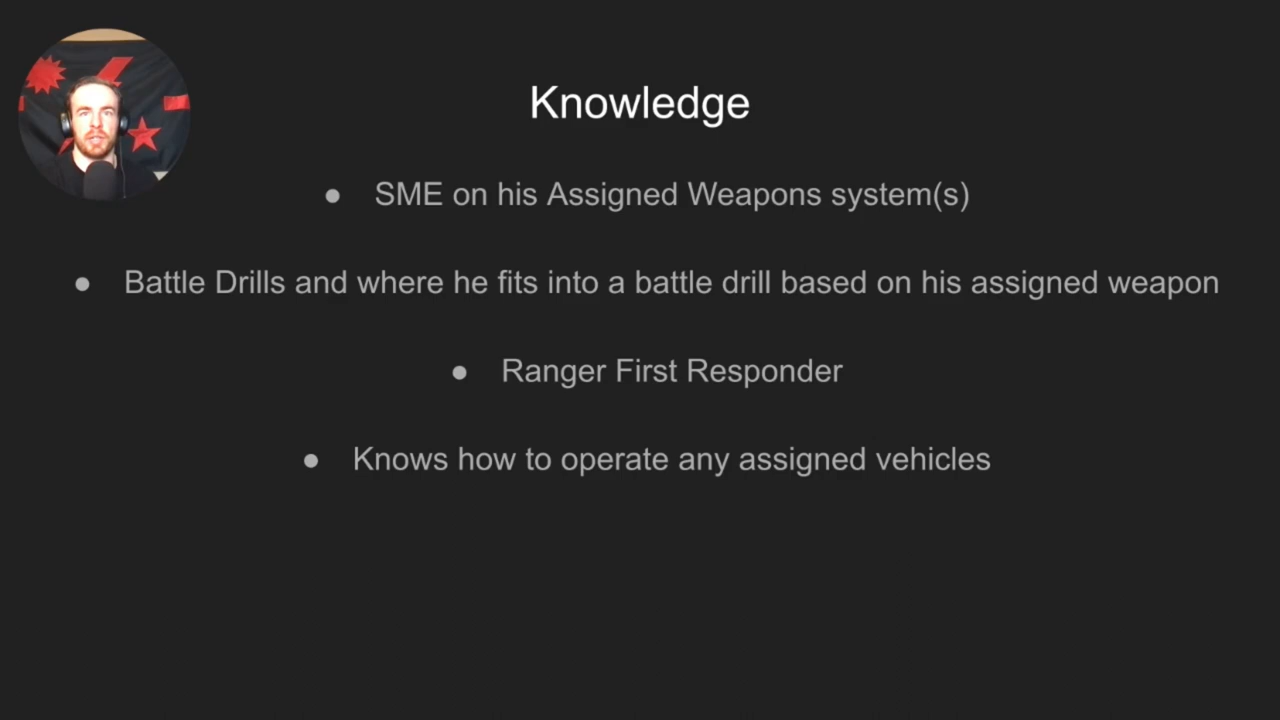 Knowledge
● SME on his Assigned Weapons system(s)
● Battle Drills and where he fits into a battle drill based on his assigned weapon
● Ranger First Responder
● Knows how to operate any assigned vehicles